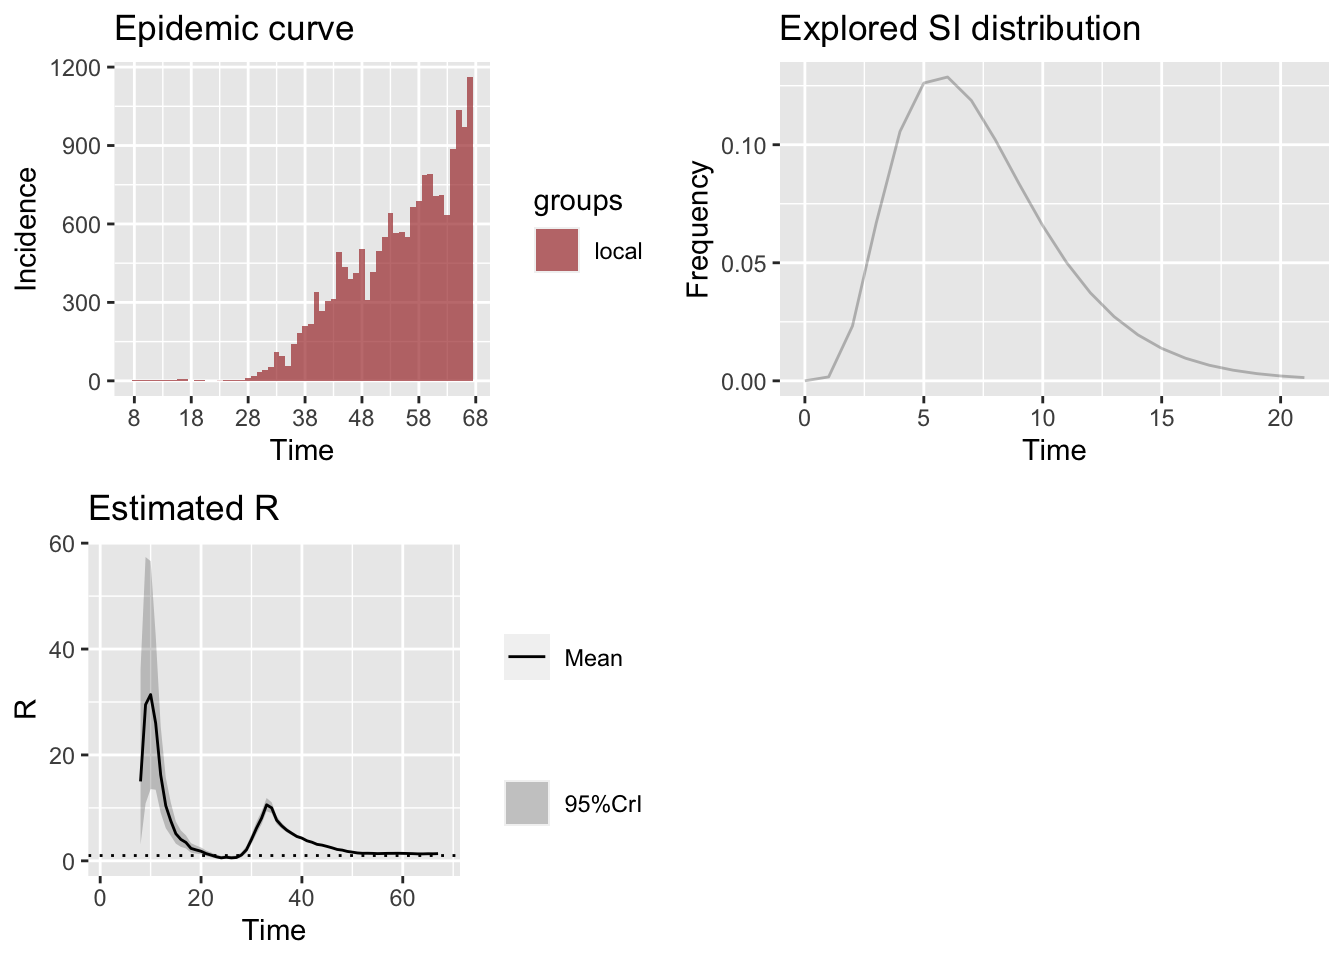 Epidemic curve
1200
900
600
300
0
Incidence
8 18 28 38 48 58 68
Time
groups
local
Explored SI distribution
0.10
0.05
0.00
Frequency
0 5 10 15 20
Time
Estimated R
60
40
20
0
R
0 20 40 60
Time
Mean
95%CrI